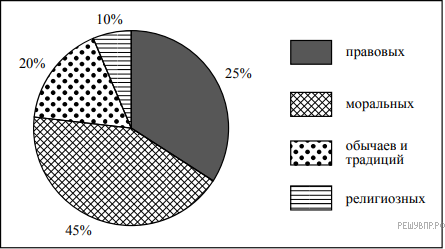 10%
20%
25%
45%
правовых
моральных
обычаев и
традиций
религиозных
РЕШУВПР.РФ